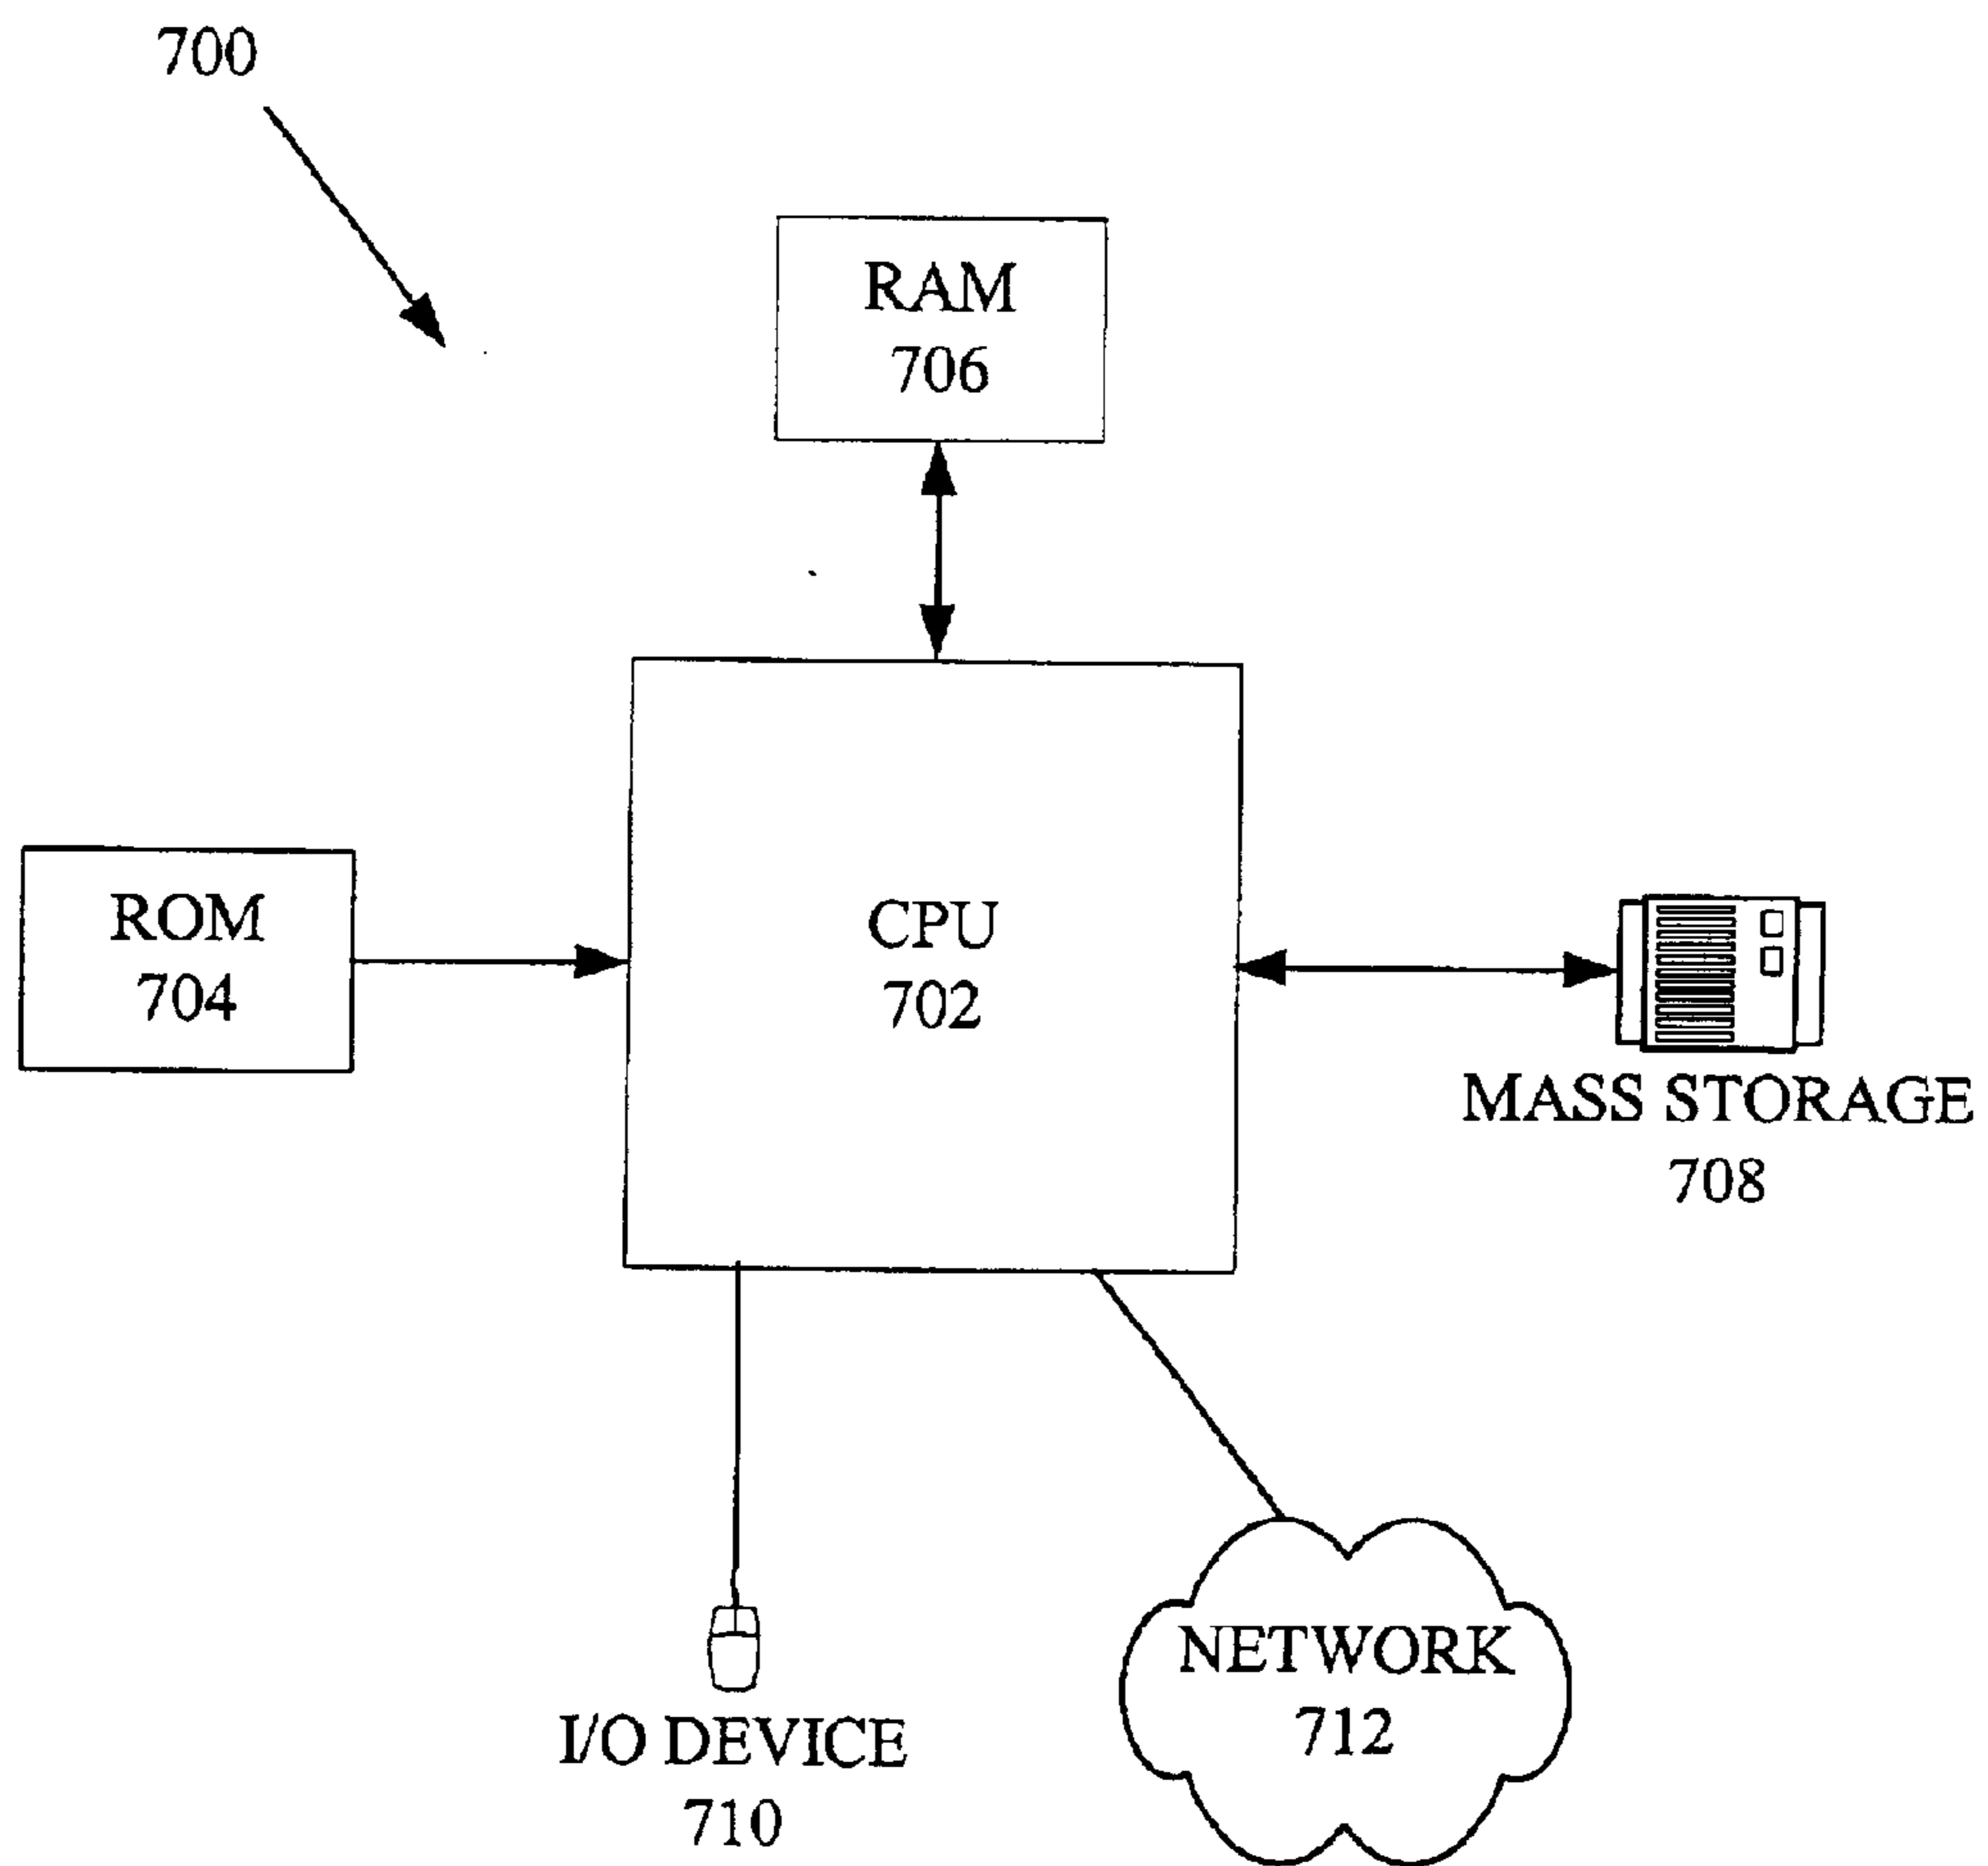 700
RAM
706
ROM
704
CPU
702
MASS STORAGE
708
I/O DEVICE
710
NETWORK
712